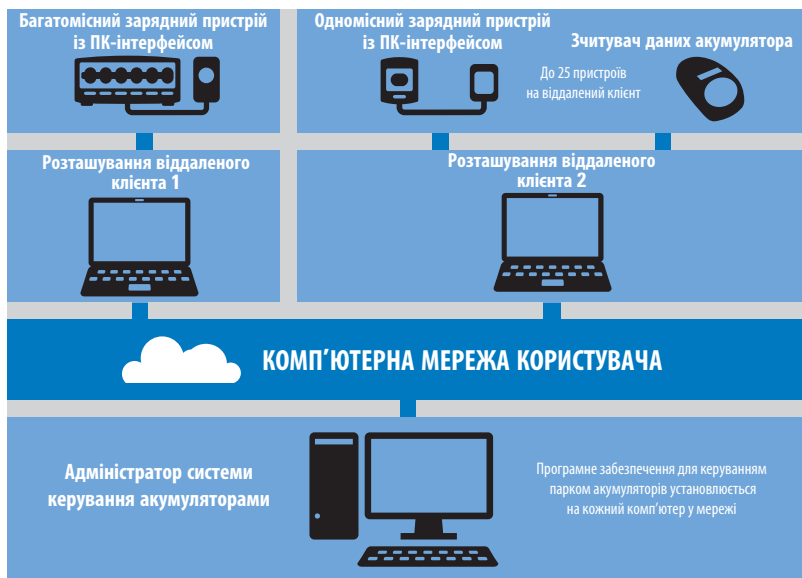 Багатомісний зарядний пристрій
із ПК-інтерфейсом
Одномісний зарядний пристрій
із ПК-інтерфейсом
Зчитувач даних акумулятора
До 25 пристроїв
на віддалений клієнт
Розташування віддаленого
клієнта 1
Розташування віддаленого
клієнта 2
КОМП’ЮТЕРНА МЕРЕЖА КОРИСТУВАЧА
Адміністратор системи
керування акумуляторами
Програмне забезпечення для керуванням
парком акумуляторів установлюється
на кожний комп’ютер у мережі